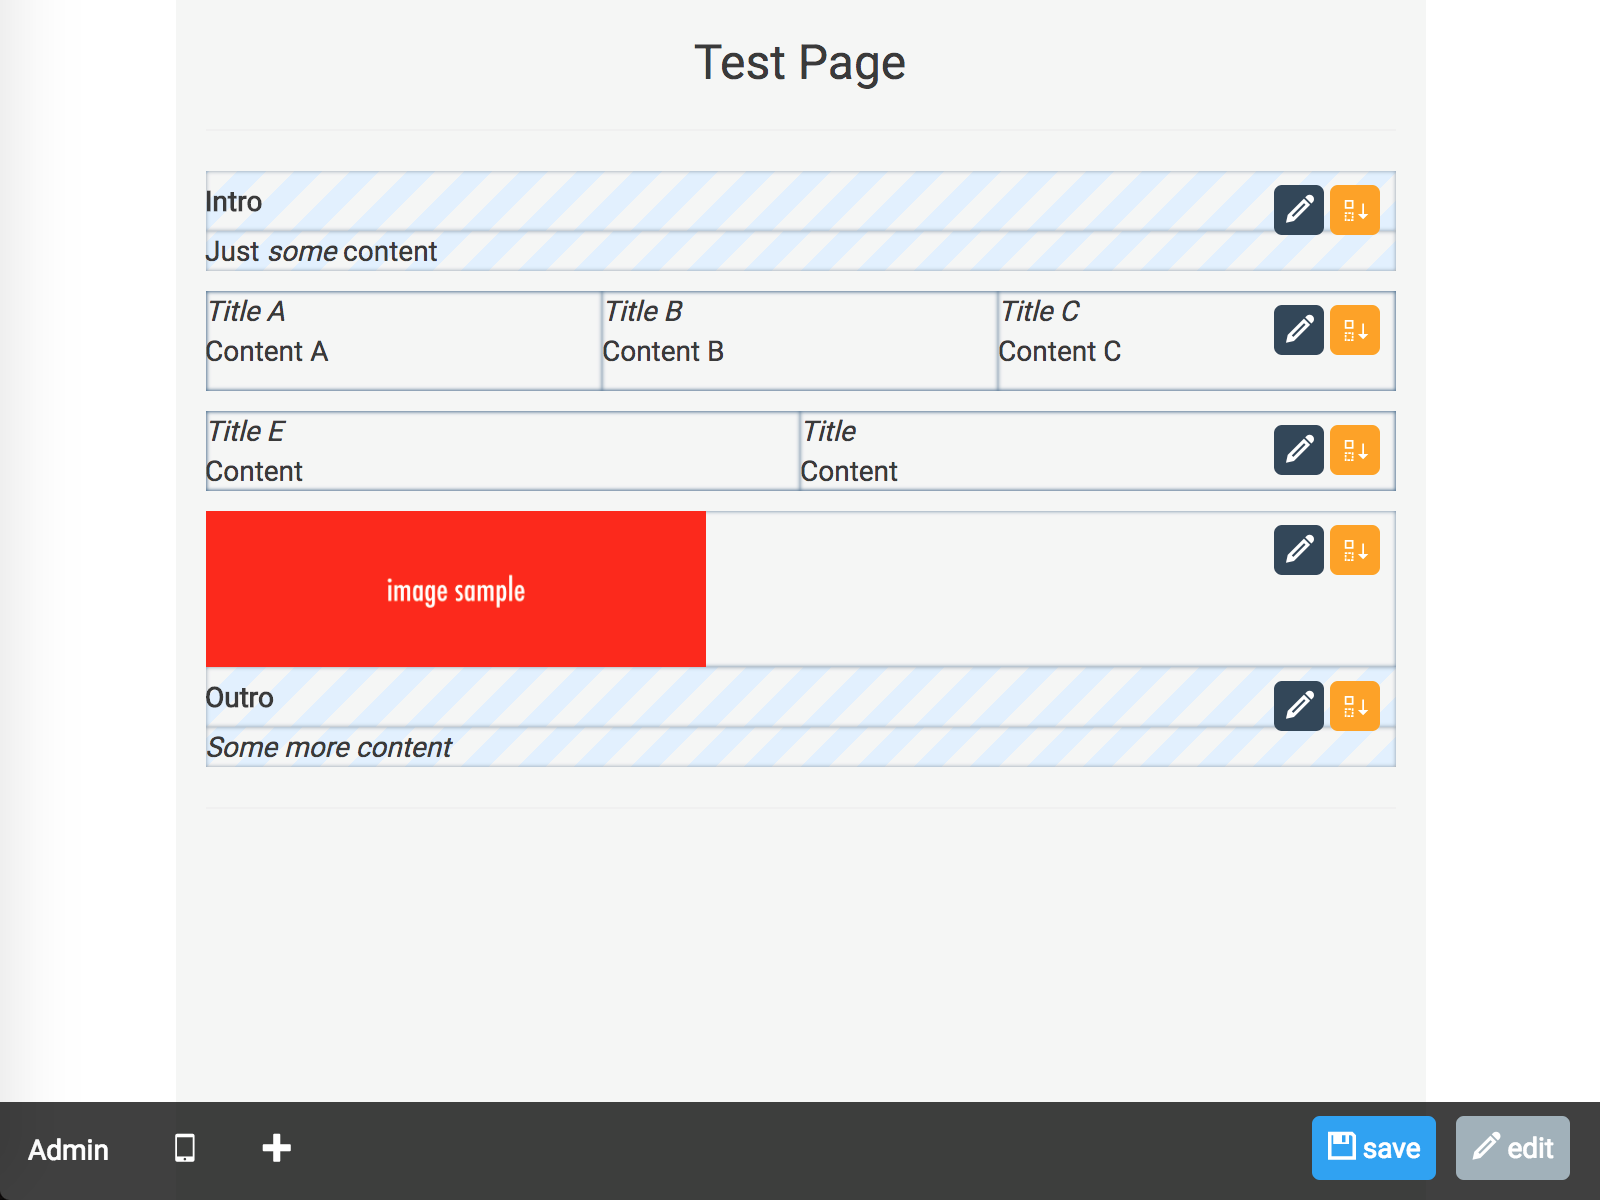 Test Page
Intro
Just some content
Title A
Content A
Title B
Content B
Title C
Content C
Title E
Content
Title
Content
image sample
Outro
Some more content
Admin
save
edit